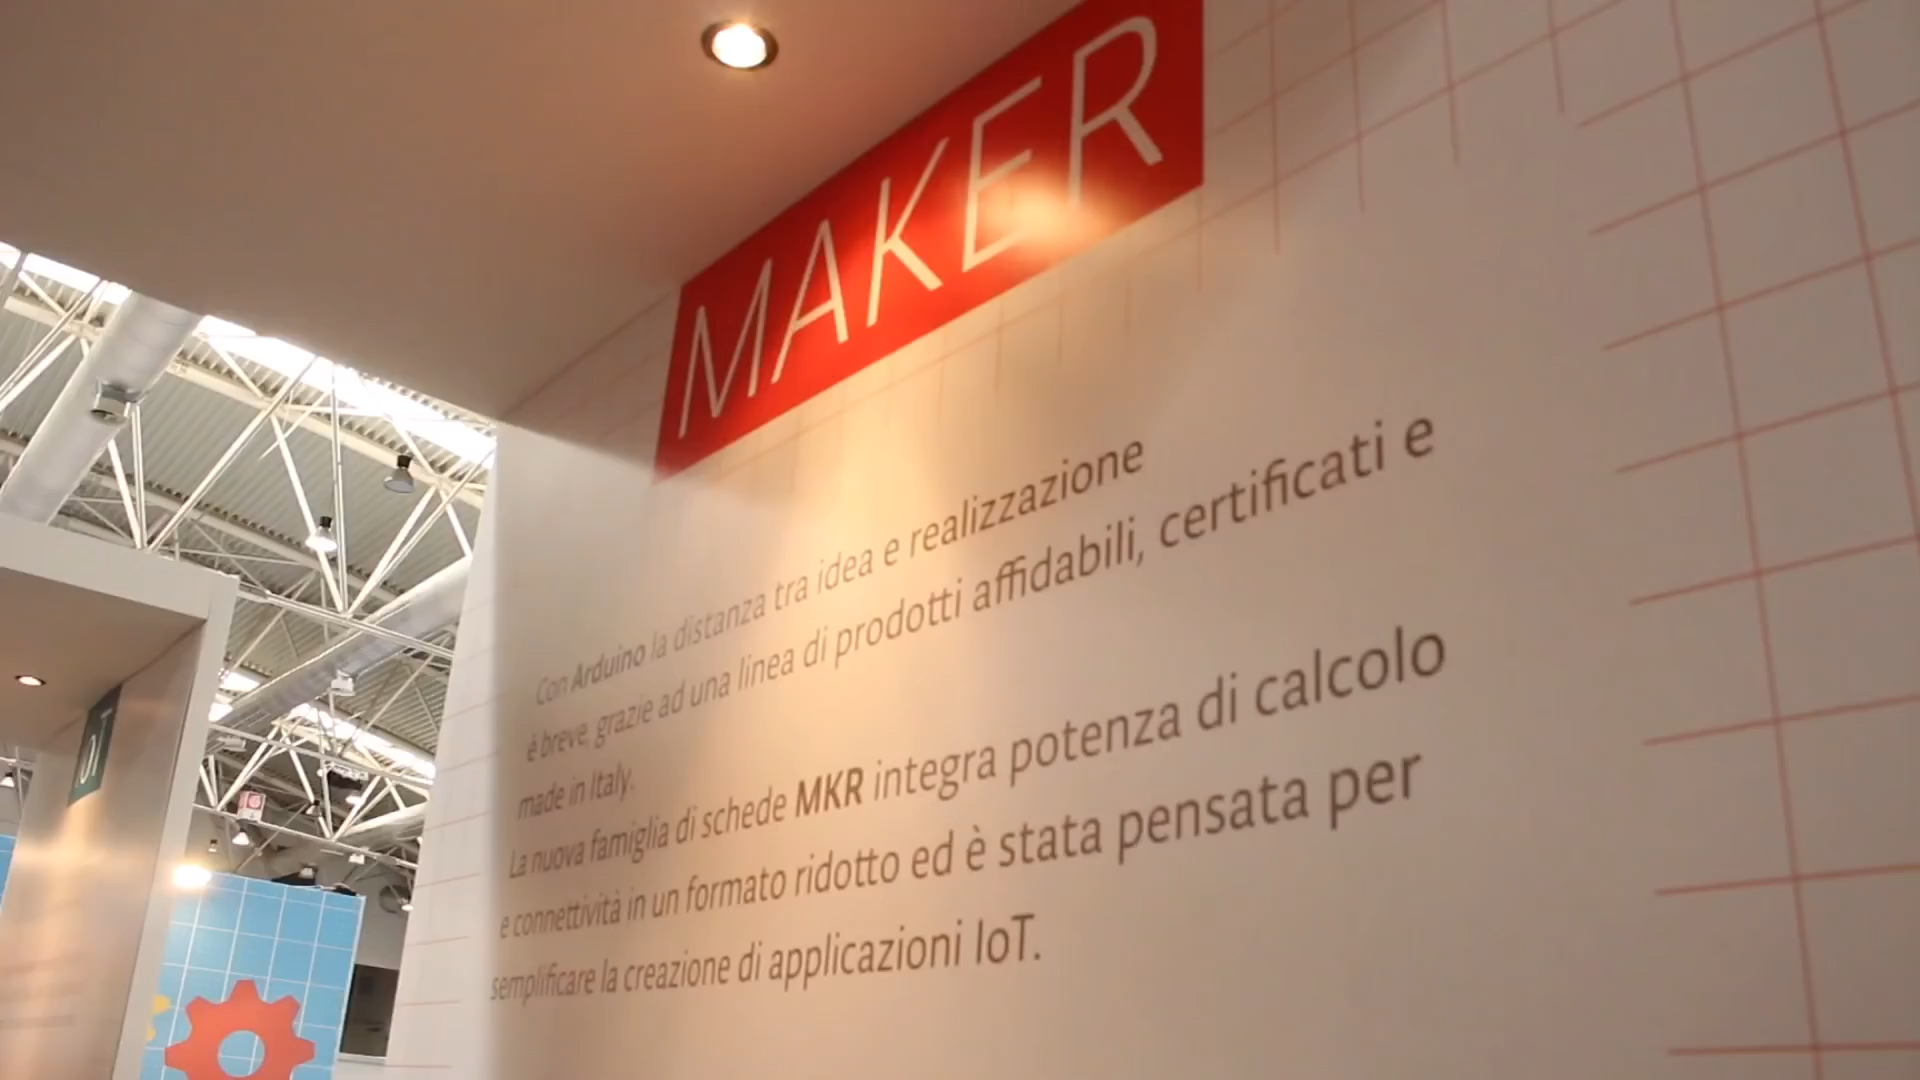 MAKER
Con Arduino la distanza tra idea e realizzazione
è breve, grazie ad una linea di prodotti affidabili, certificati e
made in Italy.
La nuova famiglia di schede MKR integra potenza di calcolo
e connettività in un formato ridotto ed è stata pensata per
semplificare la creazione di applicazioni IoT.